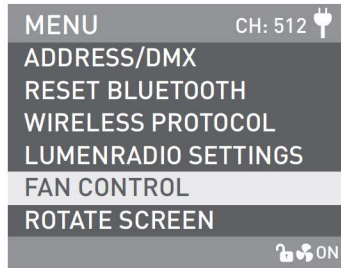 MENU CH: 512
ADDRESS/DMX
RESET BLUETOOTH
WIRELESS PROTOCOL
LUMENRADIO SETTINGS
FAN CONTROL
ROTATE SCREEN
ON